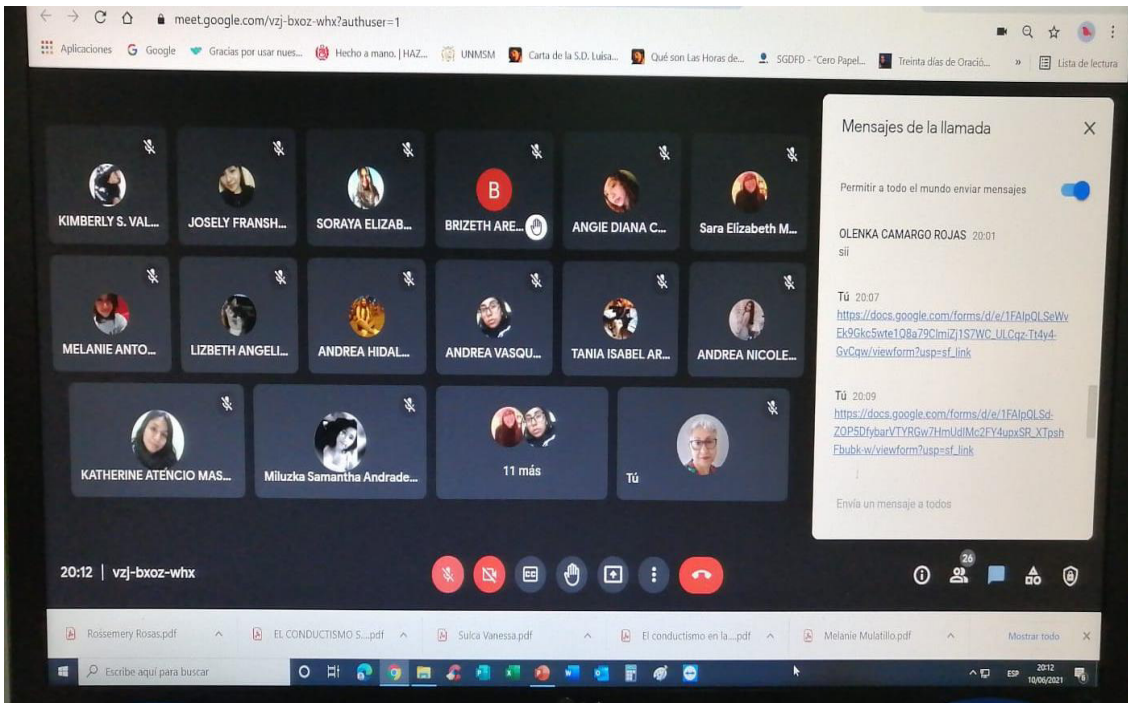 meet.google.com/vzj-bxoz-whx?authuser=1
Aplicaciones Google Gracias por usar nues... Hecho a mano. | HAZ... UNMSM Carta de la S.D. Luisa... Qué son Las Horas de... SGDFD - "Cero Papel... Treinta días de Oració... » Lista de lectura
KIMBERLY S. VAL...
JOSELY FRANSH...
SORAYA ELIZAB...
B
BRIZETH ARE...
ANGIE DIANA C...
Sara Elizabeth M...
MELANIE ANTO...
LIZBETH ANGELI...
ANDREA HIDAL...
ANDREA VASQU...
TANIA ISABEL AR...
ANDREA NICOLE...
KATHERINE ATENCIO MAS...
Miluzka Samantha Andrade...
11 más
Tú
Mensajes de la llamada
Permitir a todo el mundo enviar mensajes
OLENKA CAMARGO ROJAS 20:01
sii
Tú 20:07
https://docs.google.com/forms/d/e/1FAIpQLSeWv
Ek9Gkc5wte1Q8a79ClmiZj1S7WC_ULCqz-Tt4y4-
GvCqw/viewform?usp=sf_link
Tú 20:09
https://docs.google.com/forms/d/e/1FAIpQLSd-
ZOP5DfybarVTYRGw7HmUdIMc2FY4upxSR_XTpsh
Fbubk-w/viewform?usp=sf_link
Envía un mensaje a todos
20:12 | vzj-bxoz-whx
CC
26
Rossemery Rosas.pdf EL CONDUCTISMO S....pdf Sulca Vanessa.pdf El conductismo en la....pdf Melanie Mulatillo.pdf Mostrar todo
Escribe aquí para buscar
ESP
20:12
10/06/2021